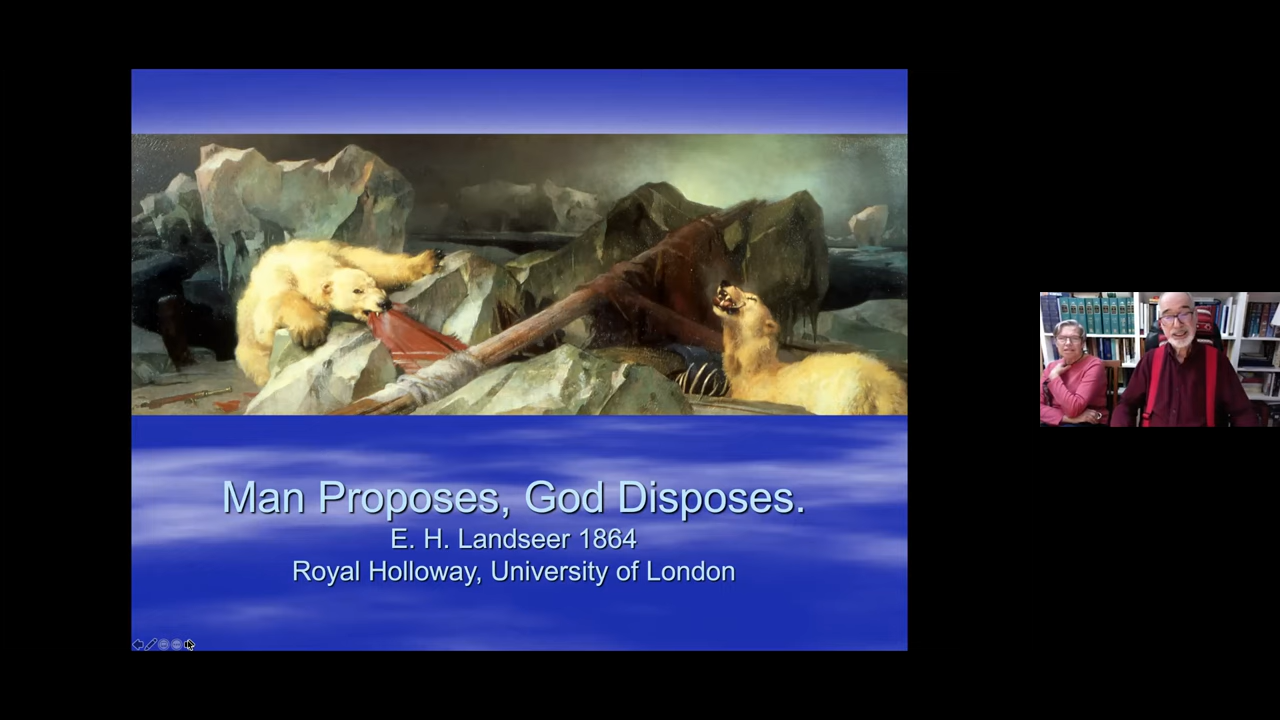 Man Proposes, God Disposes.
E. H. Landseer 1864
Royal Holloway, University of London